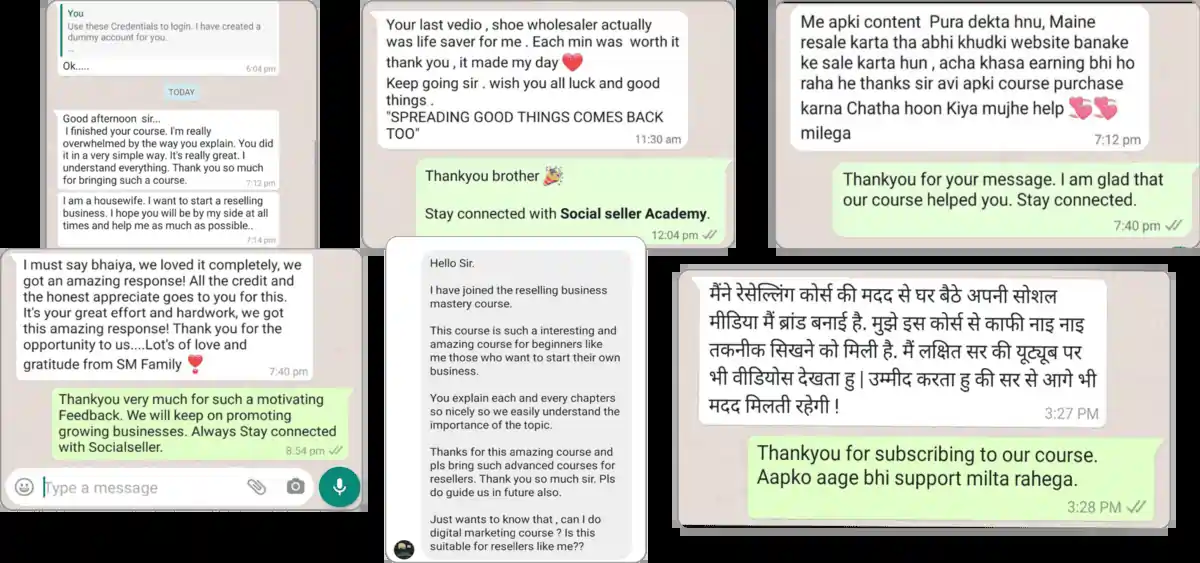 You
Use these Credentials to login. I have created a
dummy account for you.
..
Ok.....
6:04 pm
TODAY
Good afternoon sir...
I finished your course. I'm really
overwhelmed by the way you explain. You did
it in a very simple way. It's really great. I
understand everything. Thank you so much
for bringing such a course.
7:12 pm
I am a housewife. I want to start a reselling
business. I hope you will be by my side at all
times and help me as much as possible..
7:14 pm
Your last vedio , shoe wholesaler actually
was life saver for me . Each min was worth it
thank you , it made my day ❤️
Keep going sir . wish you all luck and good
things .
"SPREADING GOOD THINGS COMES BACK
TOO"
11:30 am
Thankyou brother 🎉
Stay connected with Social seller Academy.
12:04 pm
Me apki content Pura dekta hnu, Maine
resale karta tha abhi khudki website banake
ke sale karta hun , acha khasa earning bhi ho
raha he thanks sir avi apki course purchase
karna Chatha hoon Kiya mujhe help 💞💞
milega
7:12 pm
Thankyou for your message. I am glad that
our course helped you. Stay connected.
7:40 pm
I must say bhaiya, we loved it completely, we
got an amazing response! All the credit and
the honest appreciate goes to you for this.
It's your great effort and hardwork, we got
this amazing response! Thank you for the
opportunity to us....Lot's of love and
gratitude from SM Family ❣️
7:40 pm
Thankyou very much for such a motivating
Feedback. We will keep on promoting
growing businesses. Always Stay connected
with Socialseller.
8:54 pm
Type a message
Hello Sir.
I have joined the reselling business
mastery course.
This course is such a interesting and
amazing course for beginners like
me those who want to start their own
business.
You explain each and every chapters
so nicely so we easily understand the
importance of the topic.
Thanks for this amazing course and
pls bring such advanced courses for
resellers. Thank you so much sir. Pls
do guide us in future also.
Just wants to know that , can I do
digital marketing course ? Is this
suitable for resellers like me??
मैंने रेसेल्लिंग कोर्स की मदद से घर बैठे अपनी सोशल
मीडिया मैं ब्रांड बनाई है. मुझे इस कोर्स से काफी नाइ नाइ
तकनीक सिखने को मिली है. मैं लक्षित सर की यूट्यूब पर
भी वीडियोस देखता हु | उम्मीद करता हु की सर से आगे भी
मदद मिलती रहेगी !
3:27 PM
Thankyou for subscribing to our course.
Aapko aage bhi support milta rahega.
3:28 PM